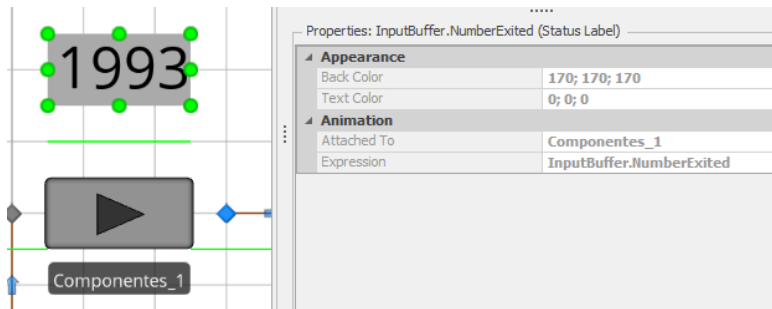 1993
Componentes_1
Properties: InputBuffer.NumberExited (Status Label)
Appearance
Back Color 170; 170; 170
Text Color 0; 0; 0
Animation
Attached To Componentes_1
Expression InputBuffer.NumberExited